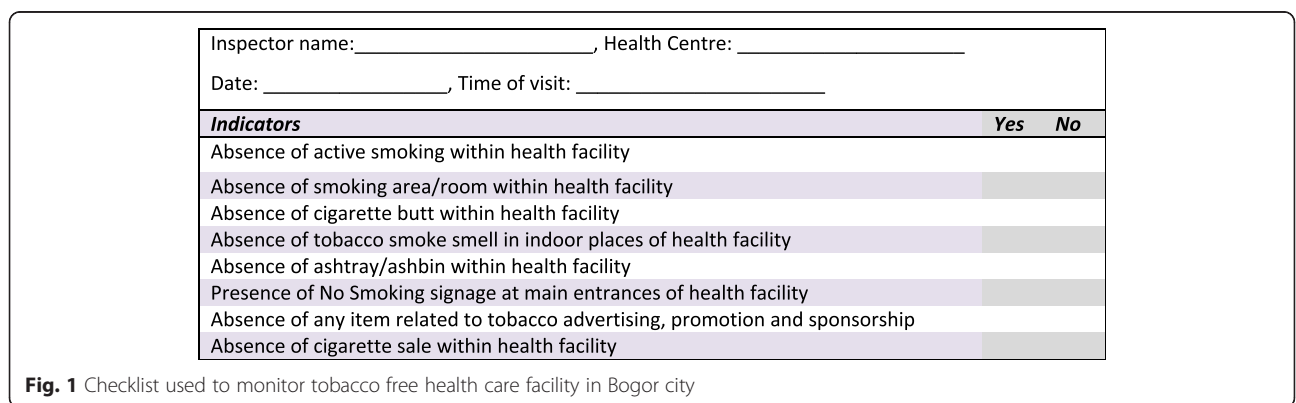 Inspector name:______________________, Health Centre: _____________________
Date: _________________, Time of visit: _______________________
Indicators Yes No
Absence of active smoking within health facility
Absence of smoking area/room within health facility
Absence of cigarette butt within health facility
Absence of tobacco smoke smell in indoor places of health facility
Absence of ashtray/ashbin within health facility
Presence of No Smoking signage at main entrances of health facility
Absence of any item related to tobacco advertising, promotion and sponsorship
Absence of cigarette sale within health facility
Fig. 1 Checklist used to monitor tobacco free health care facility in Bogor city